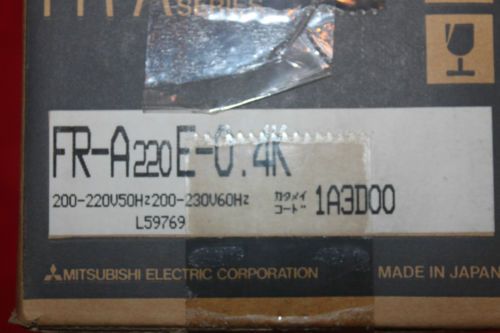 SERIES
FR-A220E-0.4K
200-220V50Hz 200-230V60Hz
カタメイ
コード
1A3D00
L59769
MITSUBISHI ELECTRIC CORPORATION
MADE IN JAPAN